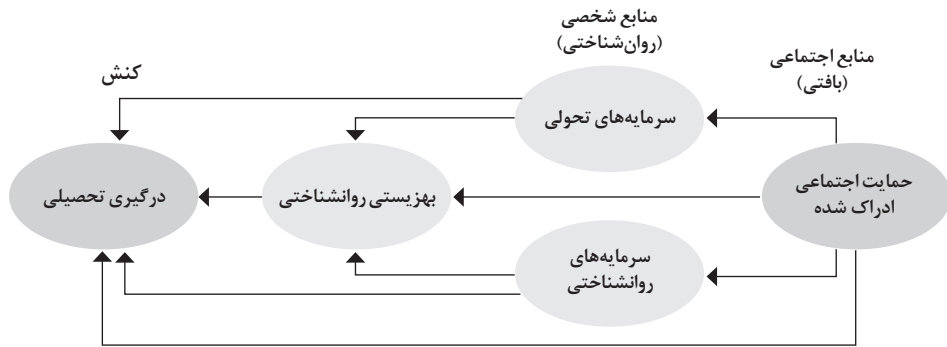 منابع شخصی
(روان‌شناختی)
منابع اجتماعی
(بافتی)
کنش
سرمایه‌های تحولی
حمایت اجتماعی
ادراک شده
بهزیستی روانشناختی
درگیری تحصیلی
سرمایه‌های
روانشناختی